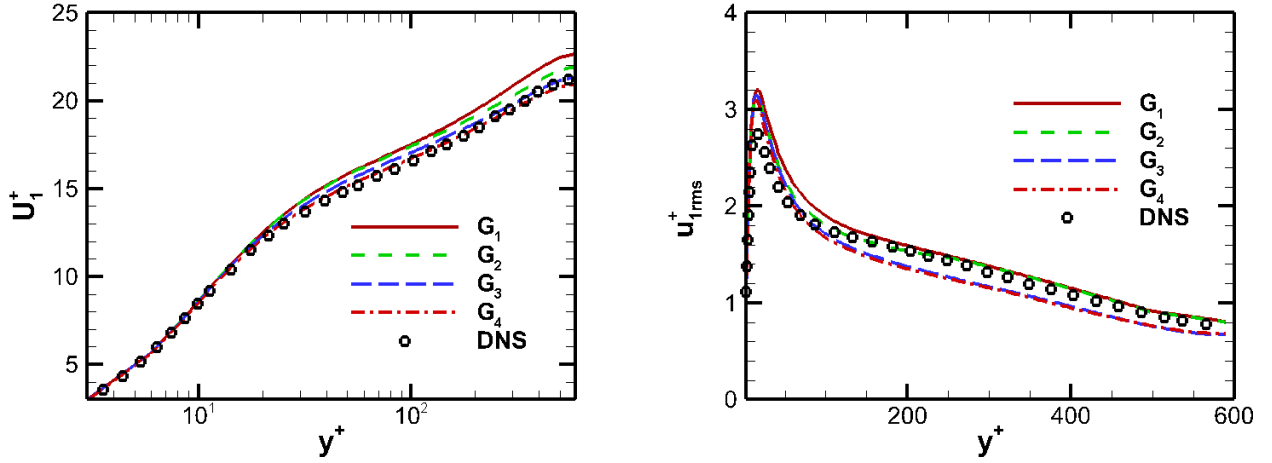 25
20
15
10
5
U₁⁺
10¹
10²
y⁺
G₁
G₂
G₃
G₄
DNS
4
3
2
1
0
u⁺₁rms
200
400
600
y⁺
G₁
G₂
G₃
G₄
DNS